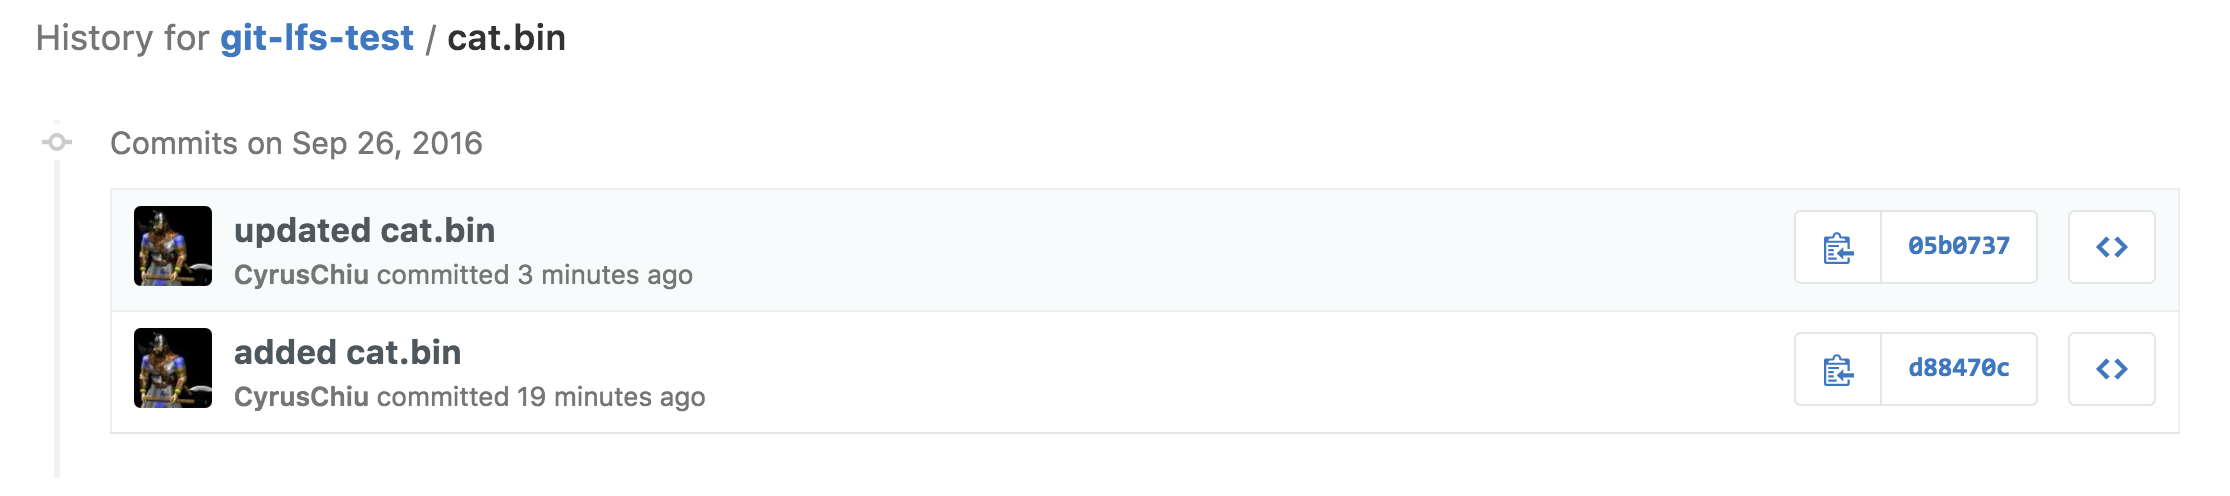 History for git-lfs-test / cat.bin
Commits on Sep 26, 2016
updated cat.bin
CyrusChiu committed 3 minutes ago
05b0737
added cat.bin
CyrusChiu committed 19 minutes ago
d88470c